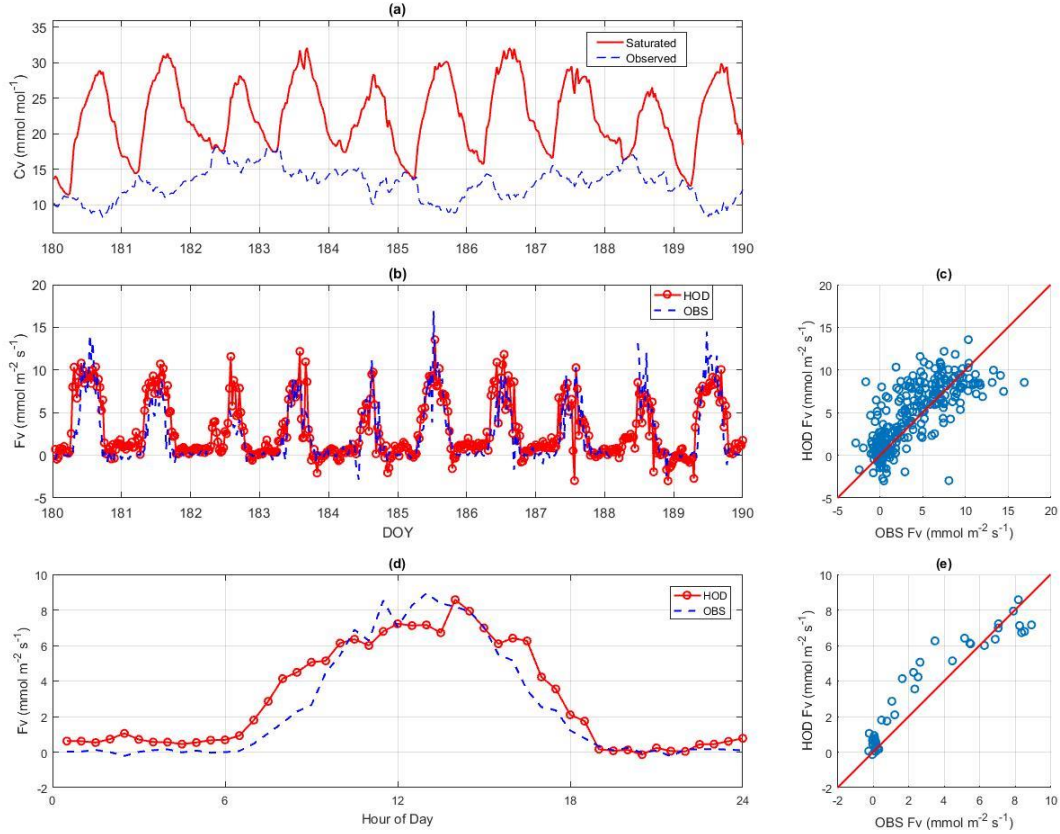 (a)
35
30
25
20
15
10
Cv (mmol mol-1)
Saturated
Observed
180 181 182 183 184 185 186 187 188 189 190
(b)
20
15
10
5
0
-5
Fv (mmol m-2 s-1)
HOD
OBS
180 181 182 183 184 185 186 187 188 189 190
DOY
(c)
20
15
10
5
0
-5
HOD Fv (mmol m-2 s-1)
-5 0 5 10 15 20
OBS Fv (mmol m-2 s-1)
(d)
10
8
6
4
2
0
-2
Fv (mmol m-2 s-1)
HOD
OBS
0 6 12 18 24
Hour of Day
(e)
10
8
6
4
2
0
-2
HOD Fv (mmol m-2 s-1)
-2 0 2 4 6 8 10
OBS Fv (mmol m-2 s-1)